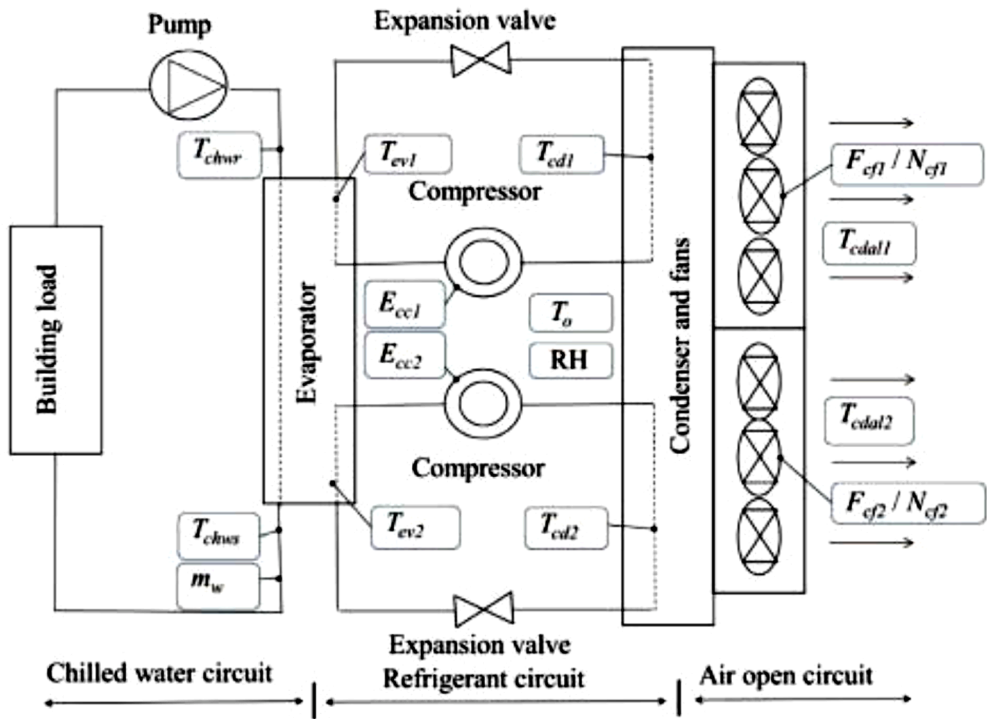 Pump
Expansion valve
Tchwr
Tev1
Tcd1
Fcf1 / Ncf1
Compressor
Tcdal1
Building load
Evaporator
Ecc1
To
Condenser and fans
Ecc2
RH
Tcdal2
Compressor
Tchws
Tev2
Tcd2
Fcf2 / Ncf2
mw
Expansion valve
Chilled water circuit
Refrigerant circuit
Air open circuit